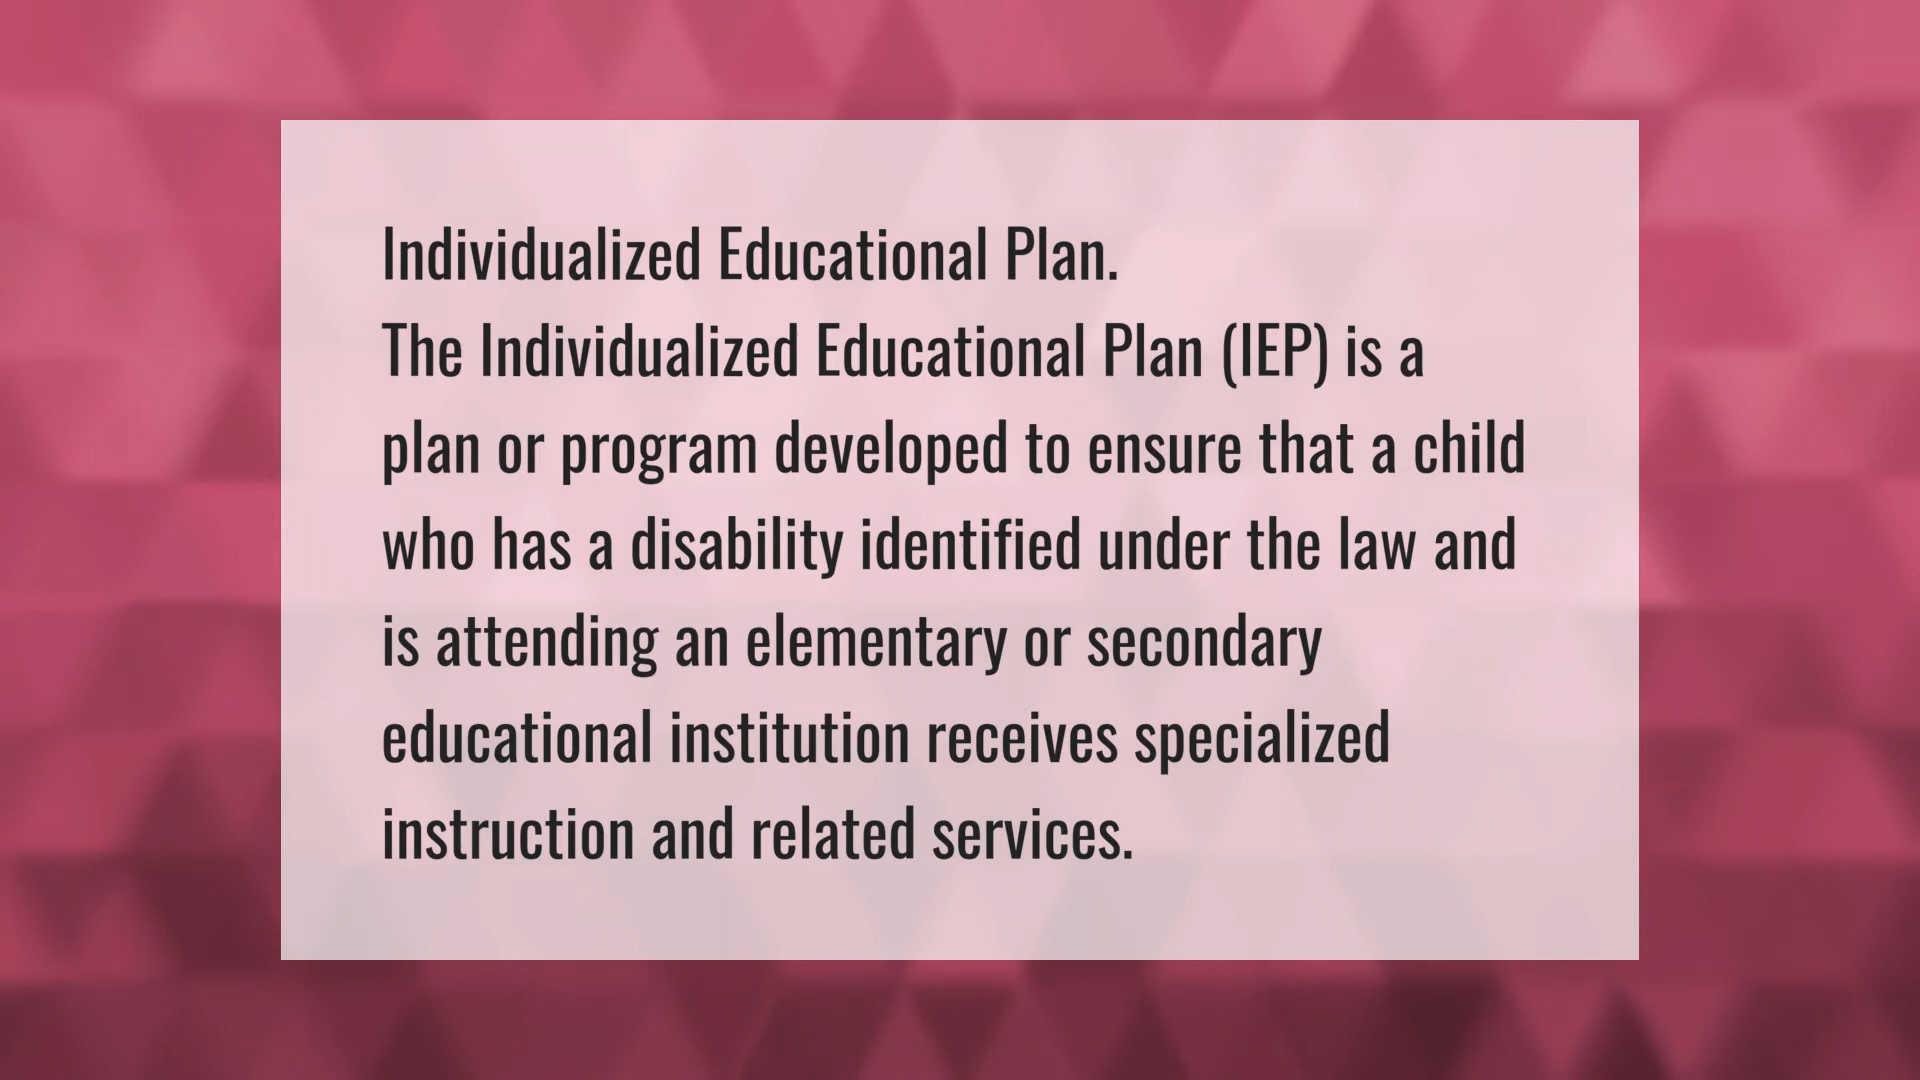 Individualized Educational Plan.
The Individualized Educational Plan (IEP) is a
plan or program developed to ensure that a child
who has a disability identified under the law and
is attending an elementary or secondary
educational institution receives specialized
instruction and related services.